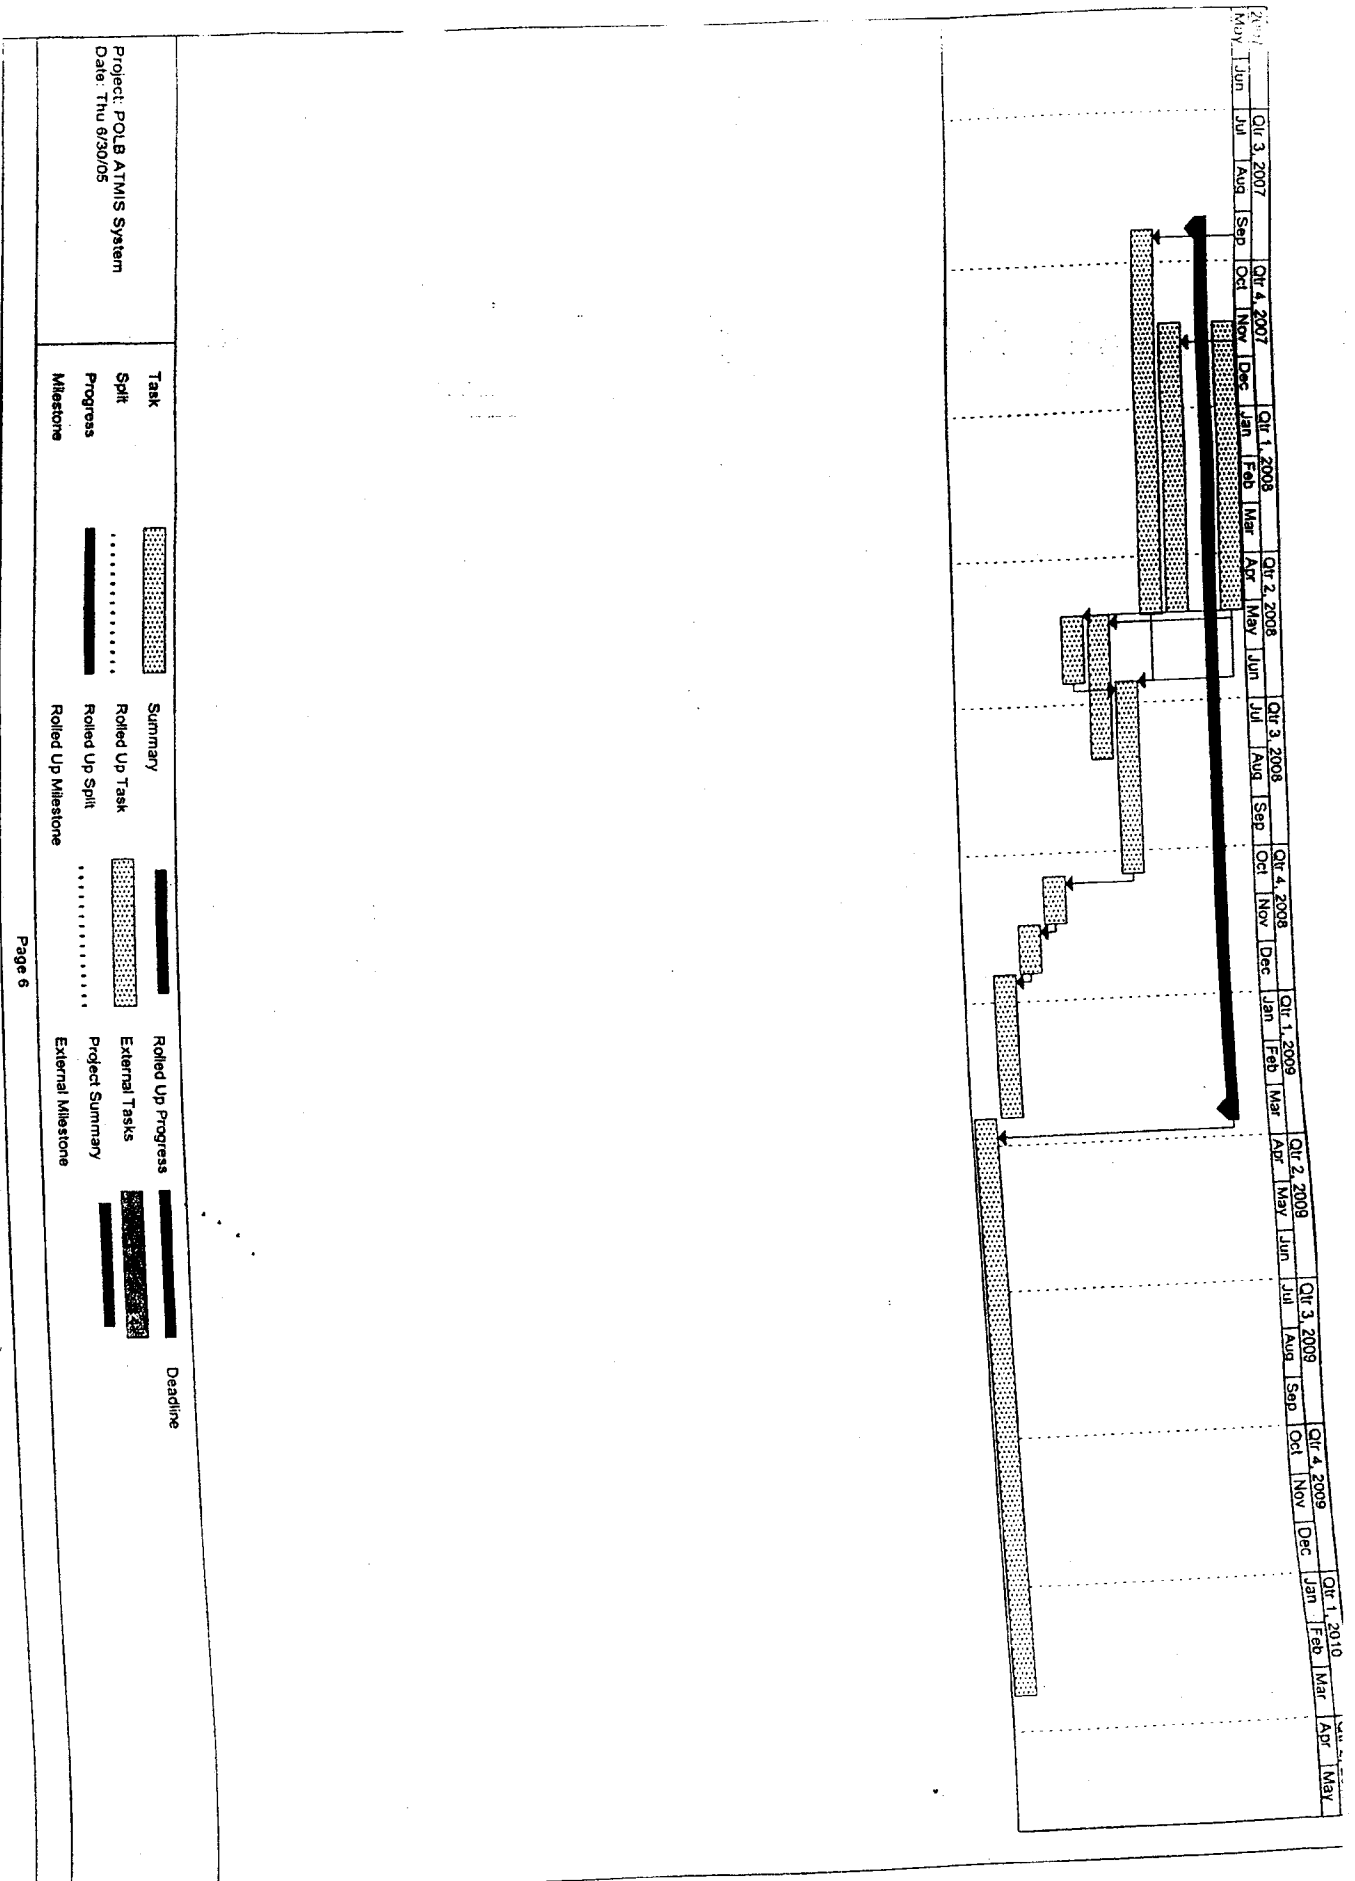 Qtr 3, 2007
Qtr 4, 2007
Qtr 1, 2008
Qtr 2, 2008
Qtr 3, 2008
Qtr 4, 2008
Qtr 1, 2009
Qtr 2, 2009
Qtr 3, 2009
Qtr 4, 2009
Qtr 1, 2010
May Jun Jul Aug Sep Oct Nov Dec Jan Feb Mar Apr May Jun Jul Aug Sep Oct Nov Dec Jan Feb Mar Apr May Jun Jul Aug Sep Oct Nov Dec Jan Feb Mar Apr May
Project: POLB ATMIS System
Date: Thu 6/30/05
Task
Split
Progress
Milestone
Summary
Rolled Up Task
Rolled Up Split
Rolled Up Milestone
Rolled Up Progress
External Tasks
Project Summary
External Milestone
Deadline
Page 6